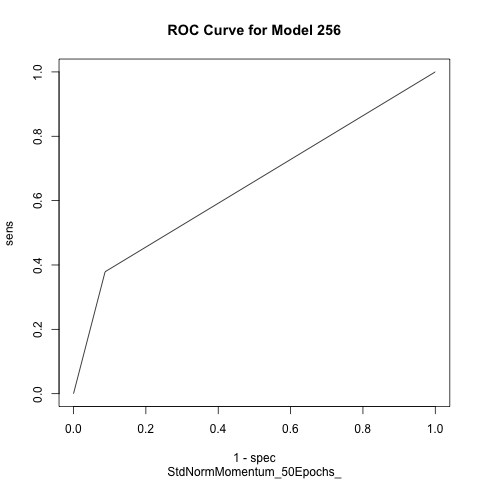 ROC Curve for Model 256
sens
0.0 0.2 0.4 0.6 0.8 1.0
0.0 0.2 0.4 0.6 0.8 1.0
1 - spec
StdNormMomentum_50Epochs_